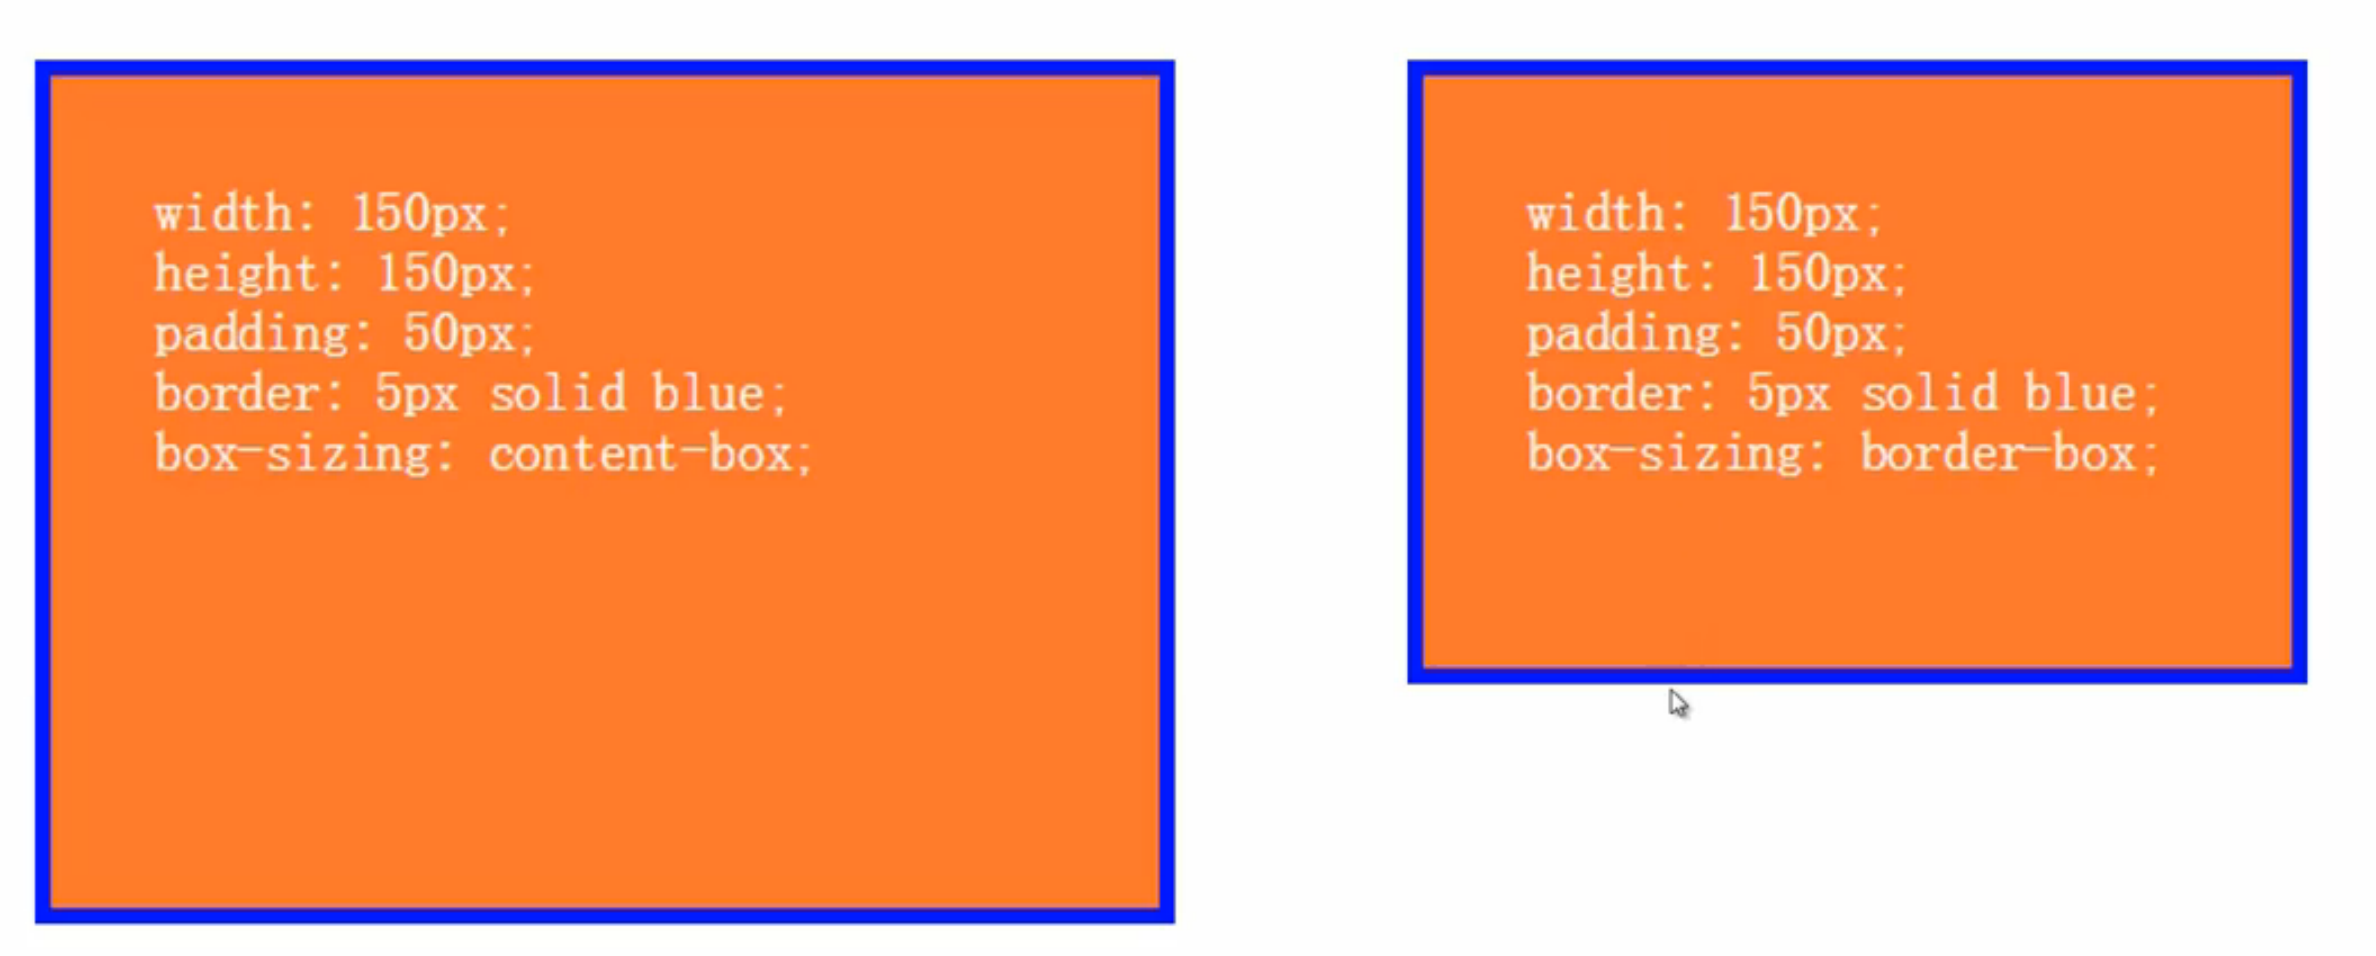 width: 150px;
height: 150px;
padding: 50px;
border: 5px solid blue;
box-sizing: content-box;
width: 150px;
height: 150px;
padding: 50px;
border: 5px solid blue;
box-sizing: border-box;